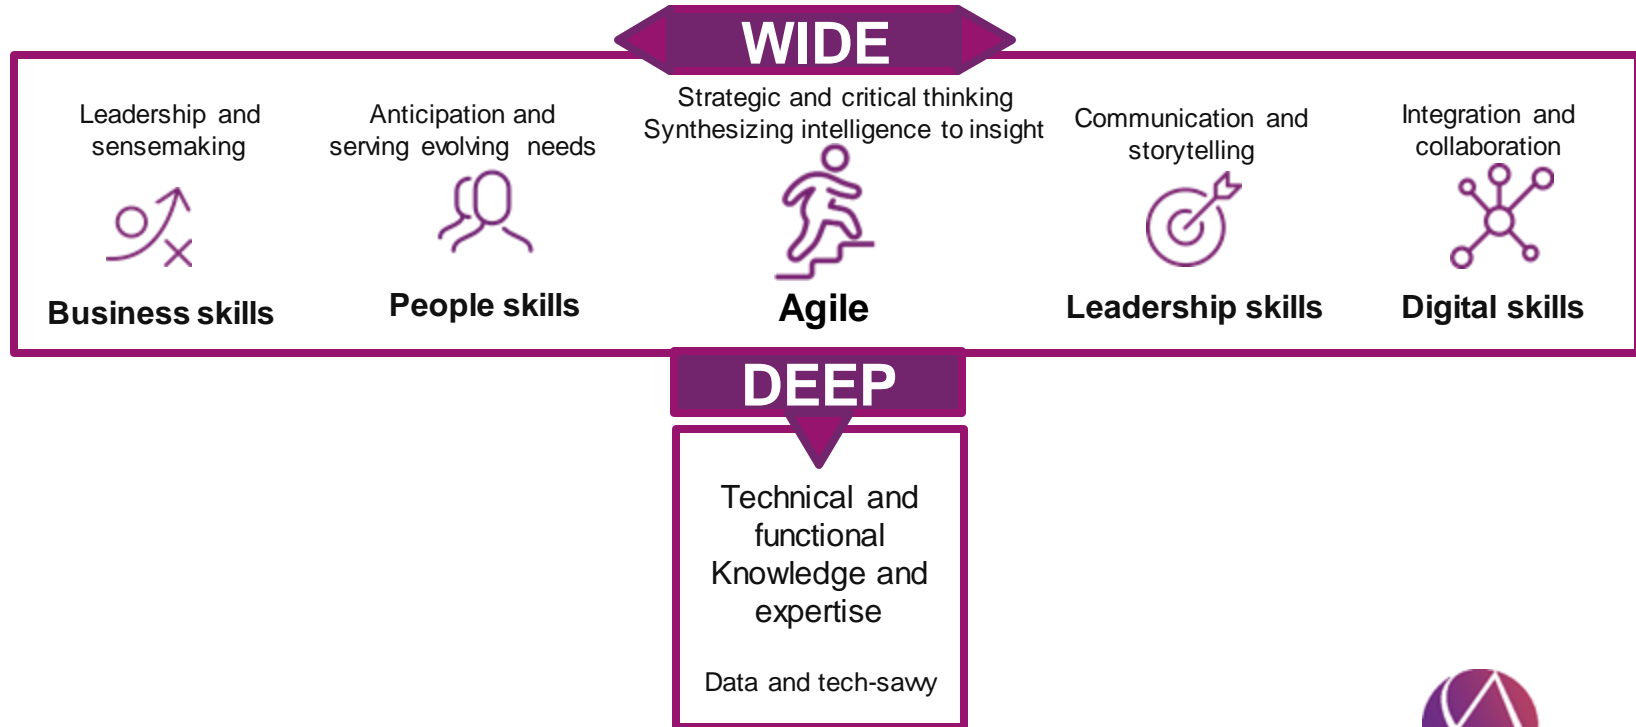 WIDE
Leadership and
sensemaking
Business skills
Anticipation and
serving evolving needs
People skills
Strategic and critical thinking
Synthesizing intelligence to insight
Agile
Communication and
storytelling
Leadership skills
Integration and
collaboration
Digital skills
DEEP
Technical and
functional
Knowledge and
expertise
Data and tech-savvy